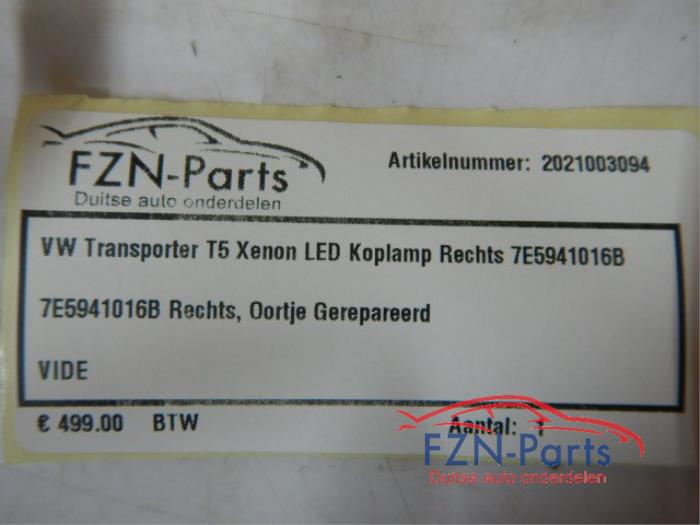 FZN-Parts
Duitse auto onderdelen
Artikelnummer: 2021003094
VW Transporter T5 Xenon LED Koplamp Rechts 7E5941016B
7E5941016B Rechts, Oortje Gerepareerd
VIDE
€ 499.00 BTW
Aantal: 1
FZN-Parts
Duitse auto onderdelen